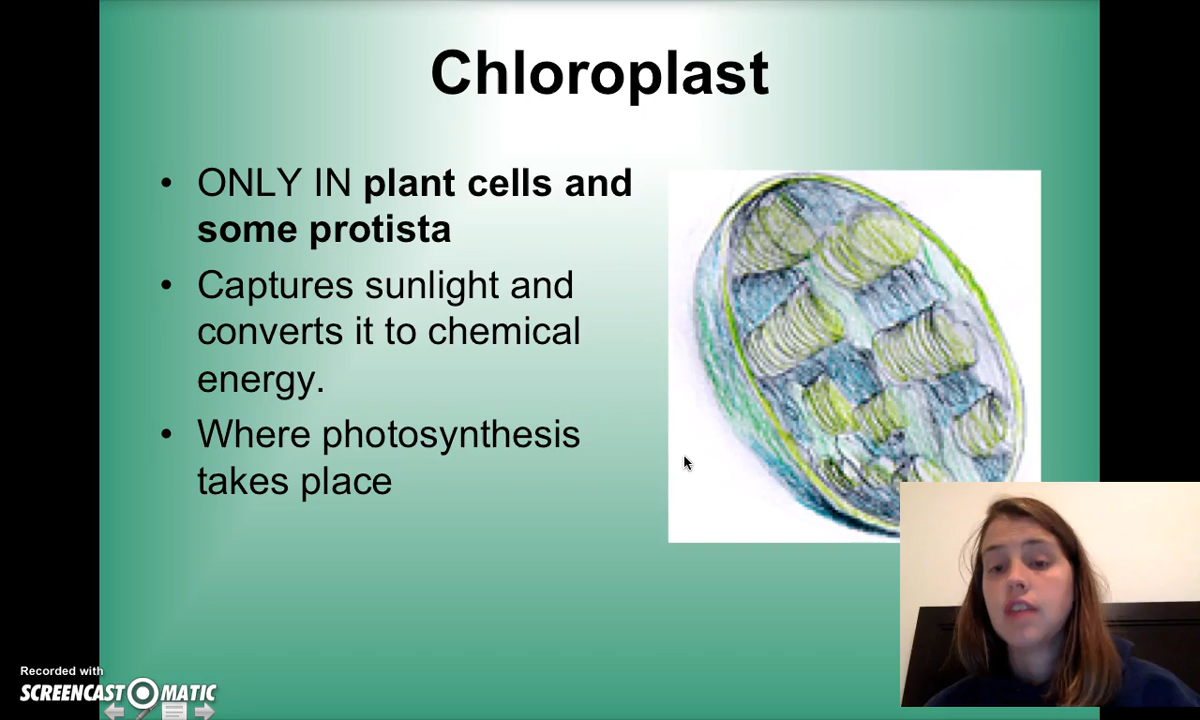 Chloroplast
• ONLY IN plant cells and
some protista
• Captures sunlight and
converts it to chemical
energy.
• Where photosynthesis
takes place
Recorded with
SCREENCAST MATIC